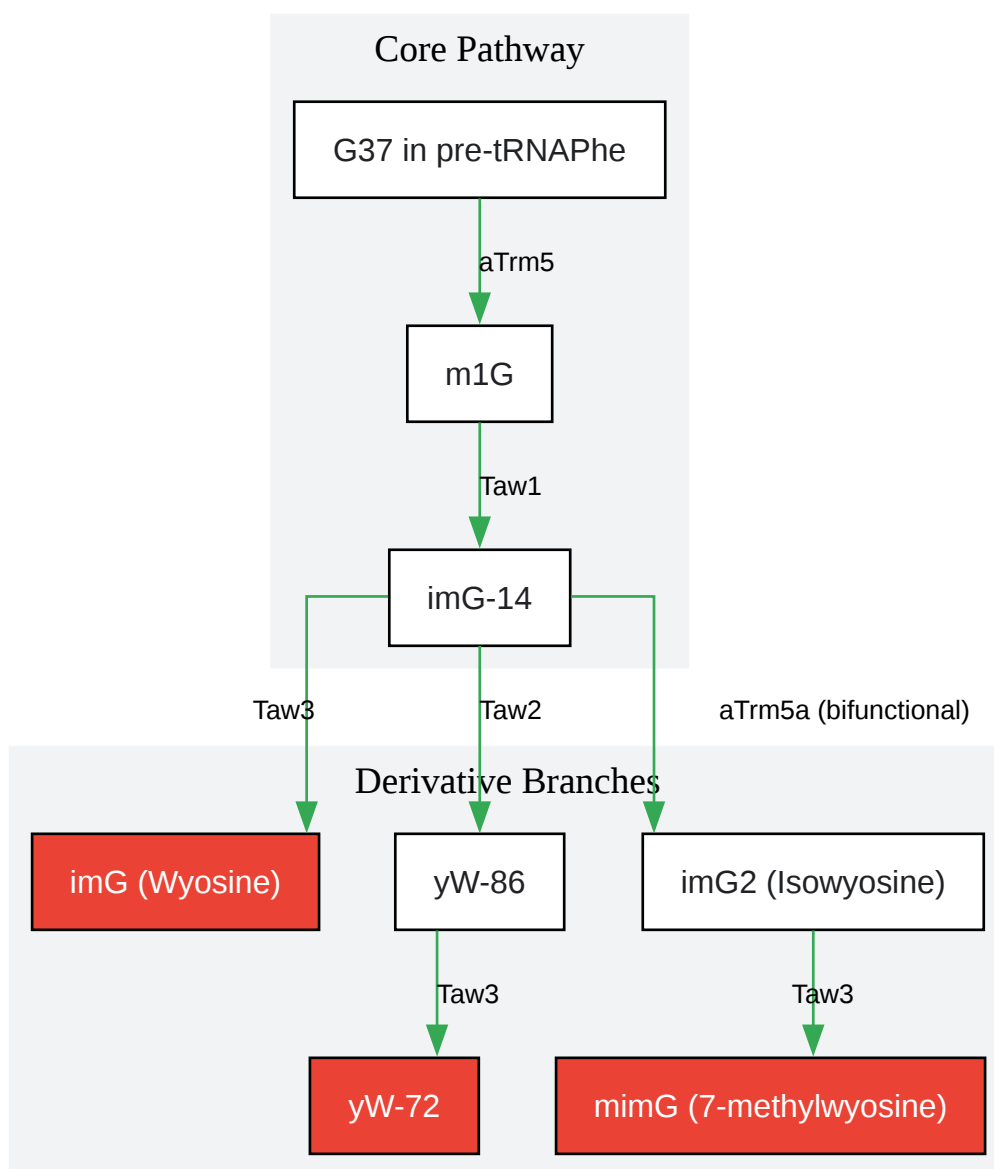 Core Pathway
G37 in pre-tRNAPhe
aTrm5
m1G
Taw1
imG-14
Taw3
Taw2
aTrm5a (bifunctional)
Derivative Branches
imG (Wyosine)
yW-86
imG2 (Isowyosine)
Taw3
Taw3
yW-72
mimG (7-methylwyosine)